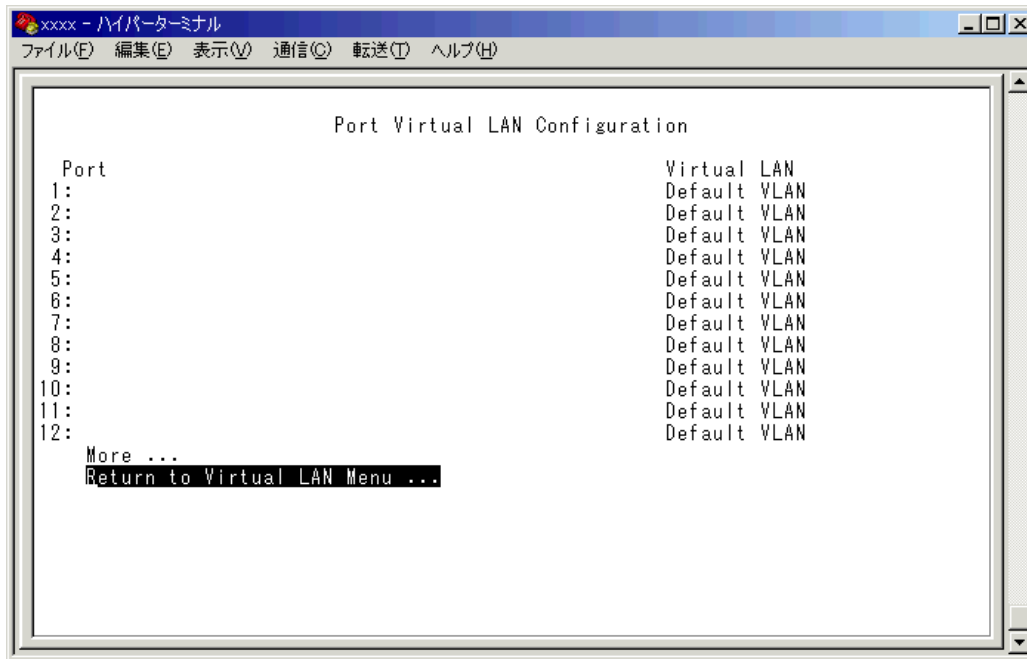 xxxx - ハイパーターミナル
ファイル(F) 編集(E) 表示(V) 通信(C) 転送(T) ヘルプ(H)
Port Virtual LAN Configuration
Port Virtual LAN
1: Default VLAN
2: Default VLAN
3: Default VLAN
4: Default VLAN
5: Default VLAN
6: Default VLAN
7: Default VLAN
8: Default VLAN
9: Default VLAN
10: Default VLAN
11: Default VLAN
12: Default VLAN
More ...
Return to Virtual LAN Menu ...